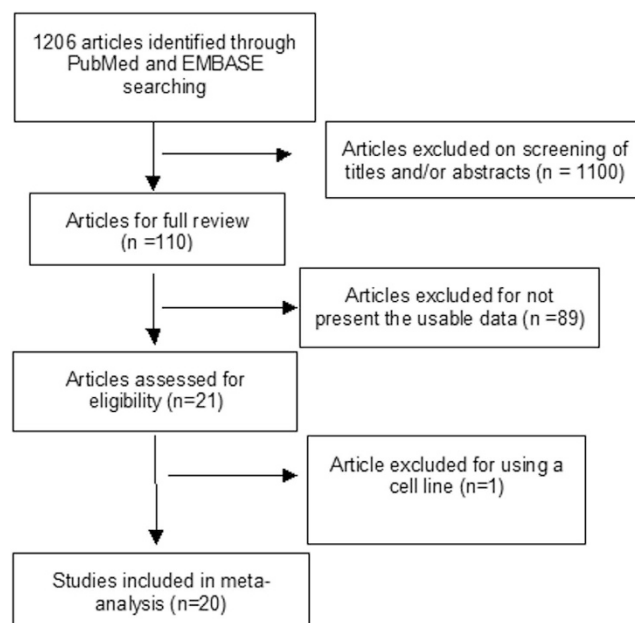 1206 articles identified through
PubMed and EMBASE
searching
Articles excluded on screening of
titles and/or abstracts (n = 1100)
Articles for full review
(n =110)
Articles excluded for not
present the usable data (n =89)
Articles assessed for
eligibility (n=21)
Article excluded for using a
cell line (n=1)
Studies included in meta-
analysis (n=20)